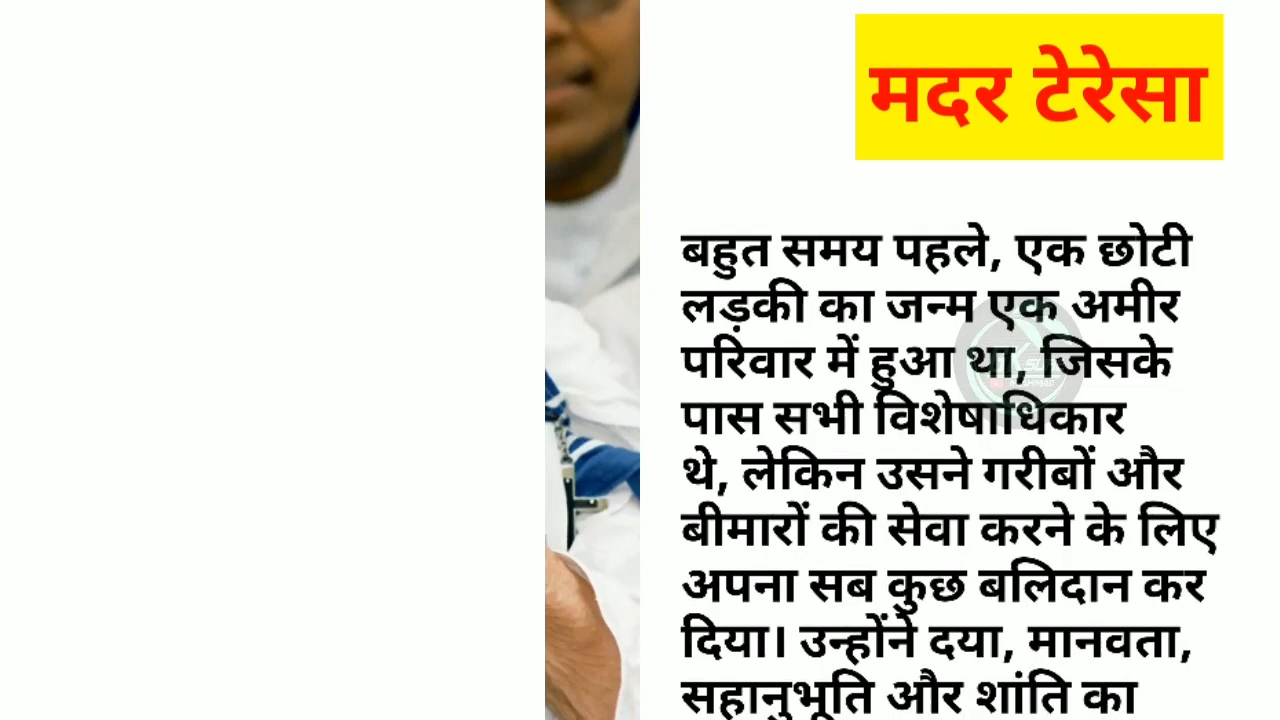 मदर टेरेसा
बहुत समय पहले, एक छोटी
लड़की का जन्म एक अमीर
परिवार में हुआ था, जिसके
पास सभी विशेषाधिकार
थे, लेकिन उसने गरीबों और
बीमारों की सेवा करने के लिए
अपना सब कुछ बलिदान कर
दिया। उन्होंने दया, मानवता,
सहानुभूति और शांति का